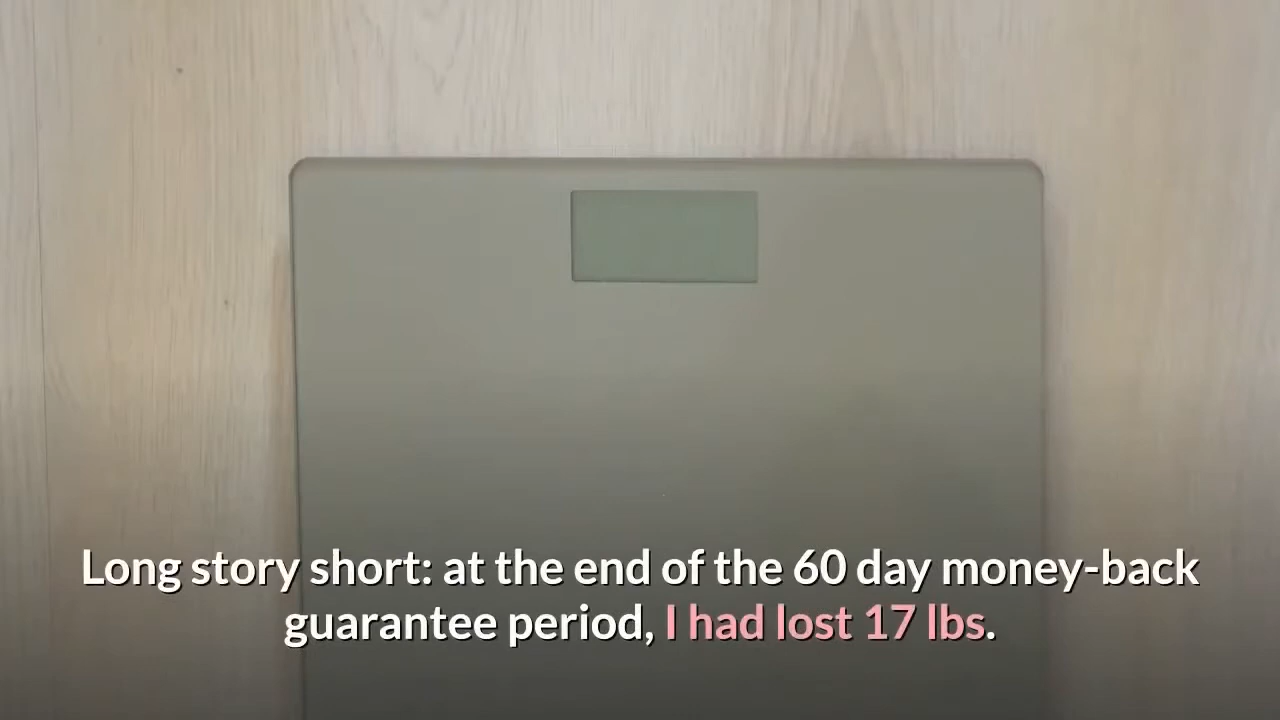 Long story short: at the end of the 60 day money-back
guarantee period, I had lost 17 lbs.